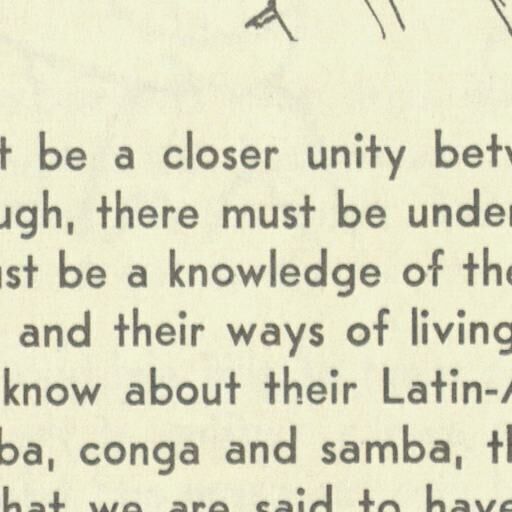 t be a closer unity betw
ugh, there must be under
ust be a knowledge of the
and their ways of living
know about their Latin-A
ba, conga and samba, th
hat we are said to have